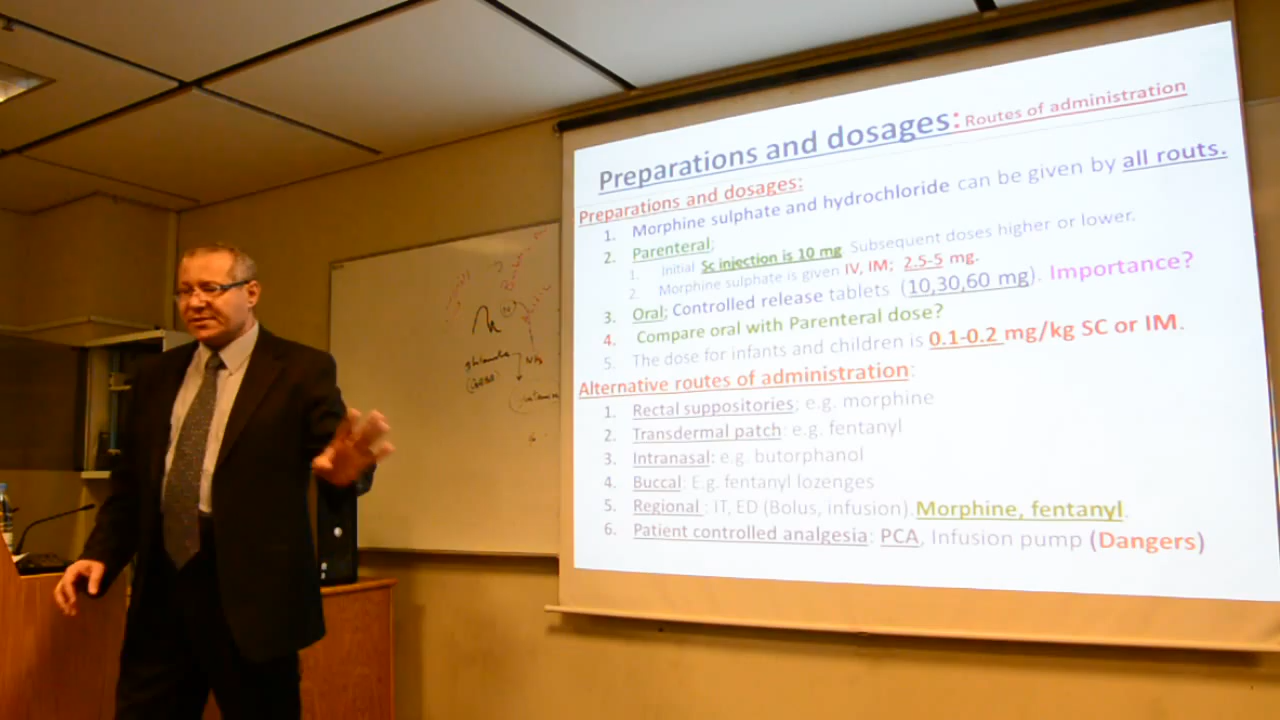 Preparations and dosages: Routes of administration
Preparations and dosages:
1. Morphine sulphate and hydrochloride can be given by all routs.
2. Parenteral;
1. Initial Sc injection is 10 mg. Subsequent doses higher or lower.
2. Morphine sulphate is given IV, IM; 2.5-5 mg.
3. Oral; Controlled release tablets (10,30,60 mg). Importance?
4. Compare oral with Parenteral dose?
5. The dose for infants and children is 0.1-0.2 mg/kg SC or IM.
Alternative routes of administration:
1. Rectal suppositories; e.g. morphine
2. Transdermal patch: e.g. fentanyl
3. Intranasal: e.g. butorphanol
4. Buccal: E.g. fentanyl lozenges
5. Regional : IT, ED (Bolus, infusion). Morphine, fentanyl.
6. Patient controlled analgesia: PCA, Infusion pump (Dangers)